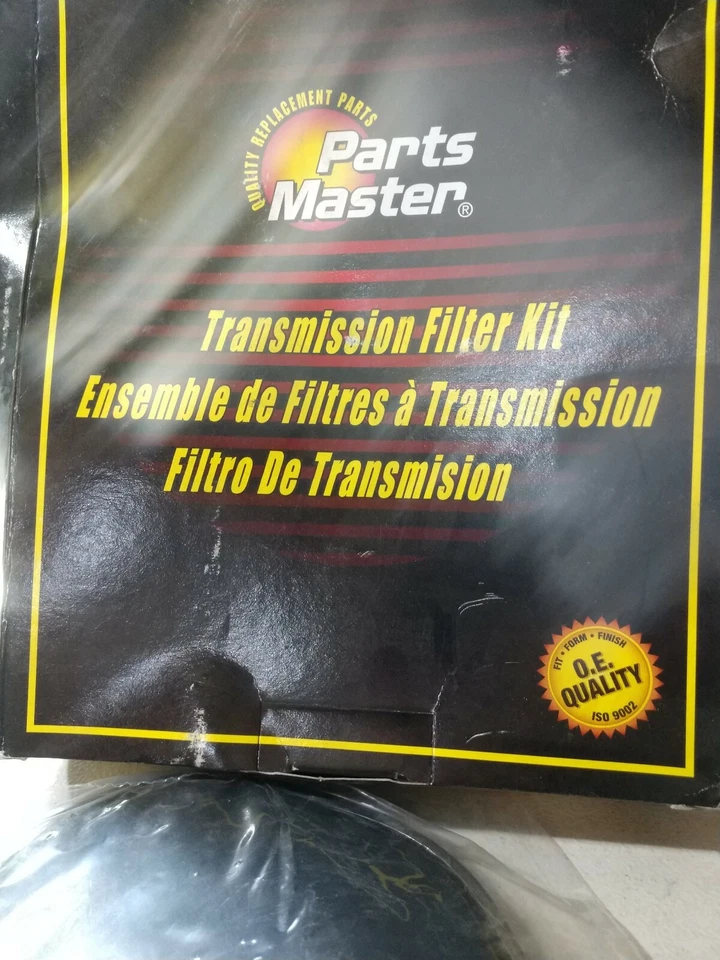 QUALITY REPLACEMENT PARTS
Parts
Master®
Transmission Filter Kit
Ensemble de Filtres à Transmission
Filtro De Transmision
FIT • FORM • FINISH
O.E.
QUALITY
ISO 9002